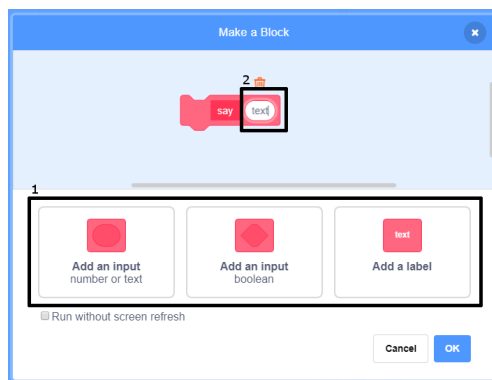 Make a Block
2
say text
1
text
Add an input
number or text
Add an input
boolean
Add a label
Run without screen refresh
Cancel OK